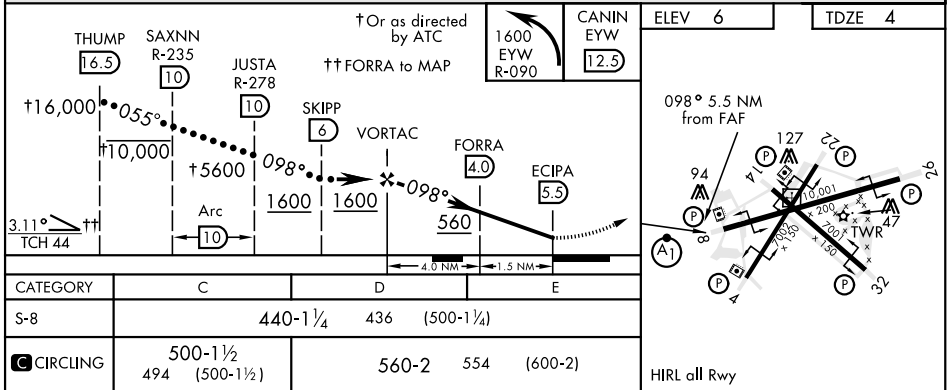 THUMP
16.5
SAXNN
R-235
10
JUSTA
R-278
10
SKIPP
6
VORTAC
FORRA
4.0
ECIPA
5.5
†Or as directed
by ATC
††FORRA to MAP
1600
EYW
R-090
CANIN
EYW
12.5
†16,000
055°
†10,000
†5600
098°
1600
1600
098°
560
3.11°
††
TCH 44
Arc
10
4.0 NM
1.5 NM
CATEGORY C D E
S-8 440-1¼ 436 (500-1¼)
C CIRCLING 500-1½
494 (500-1½)
560-2 554 (600-2)
ELEV 6
TDZE 4
098° 5.5 NM
from FAF
127
P
22
P
14
94
26
P
P
10,001
x 200
47
TWR
8
A1
7002
x 150
7001
x 150
P
4
P
32
HIRL all Rwy